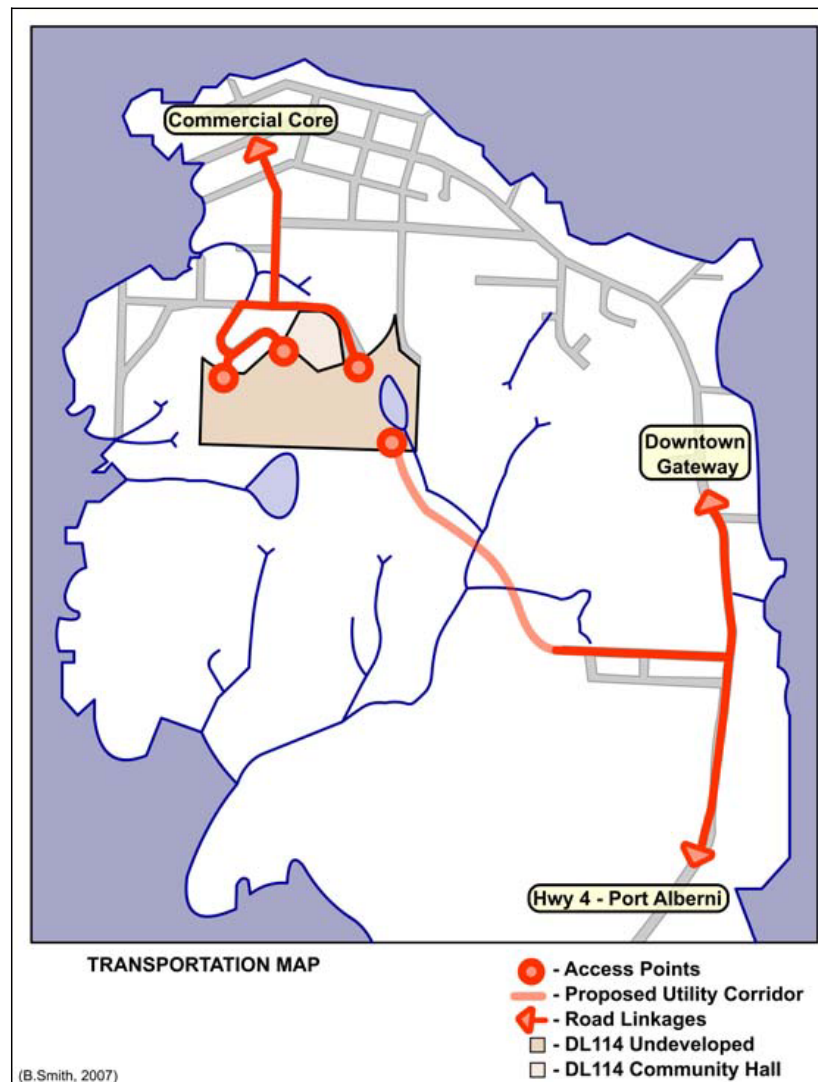 Commercial Core
Downtown
Gateway
Hwy 4 - Port Alberni
TRANSPORTATION MAP
- Access Points
- Proposed Utility Corridor
- Road Linkages
- DL114 Undeveloped
- DL114 Community Hall
(B.Smith, 2007)